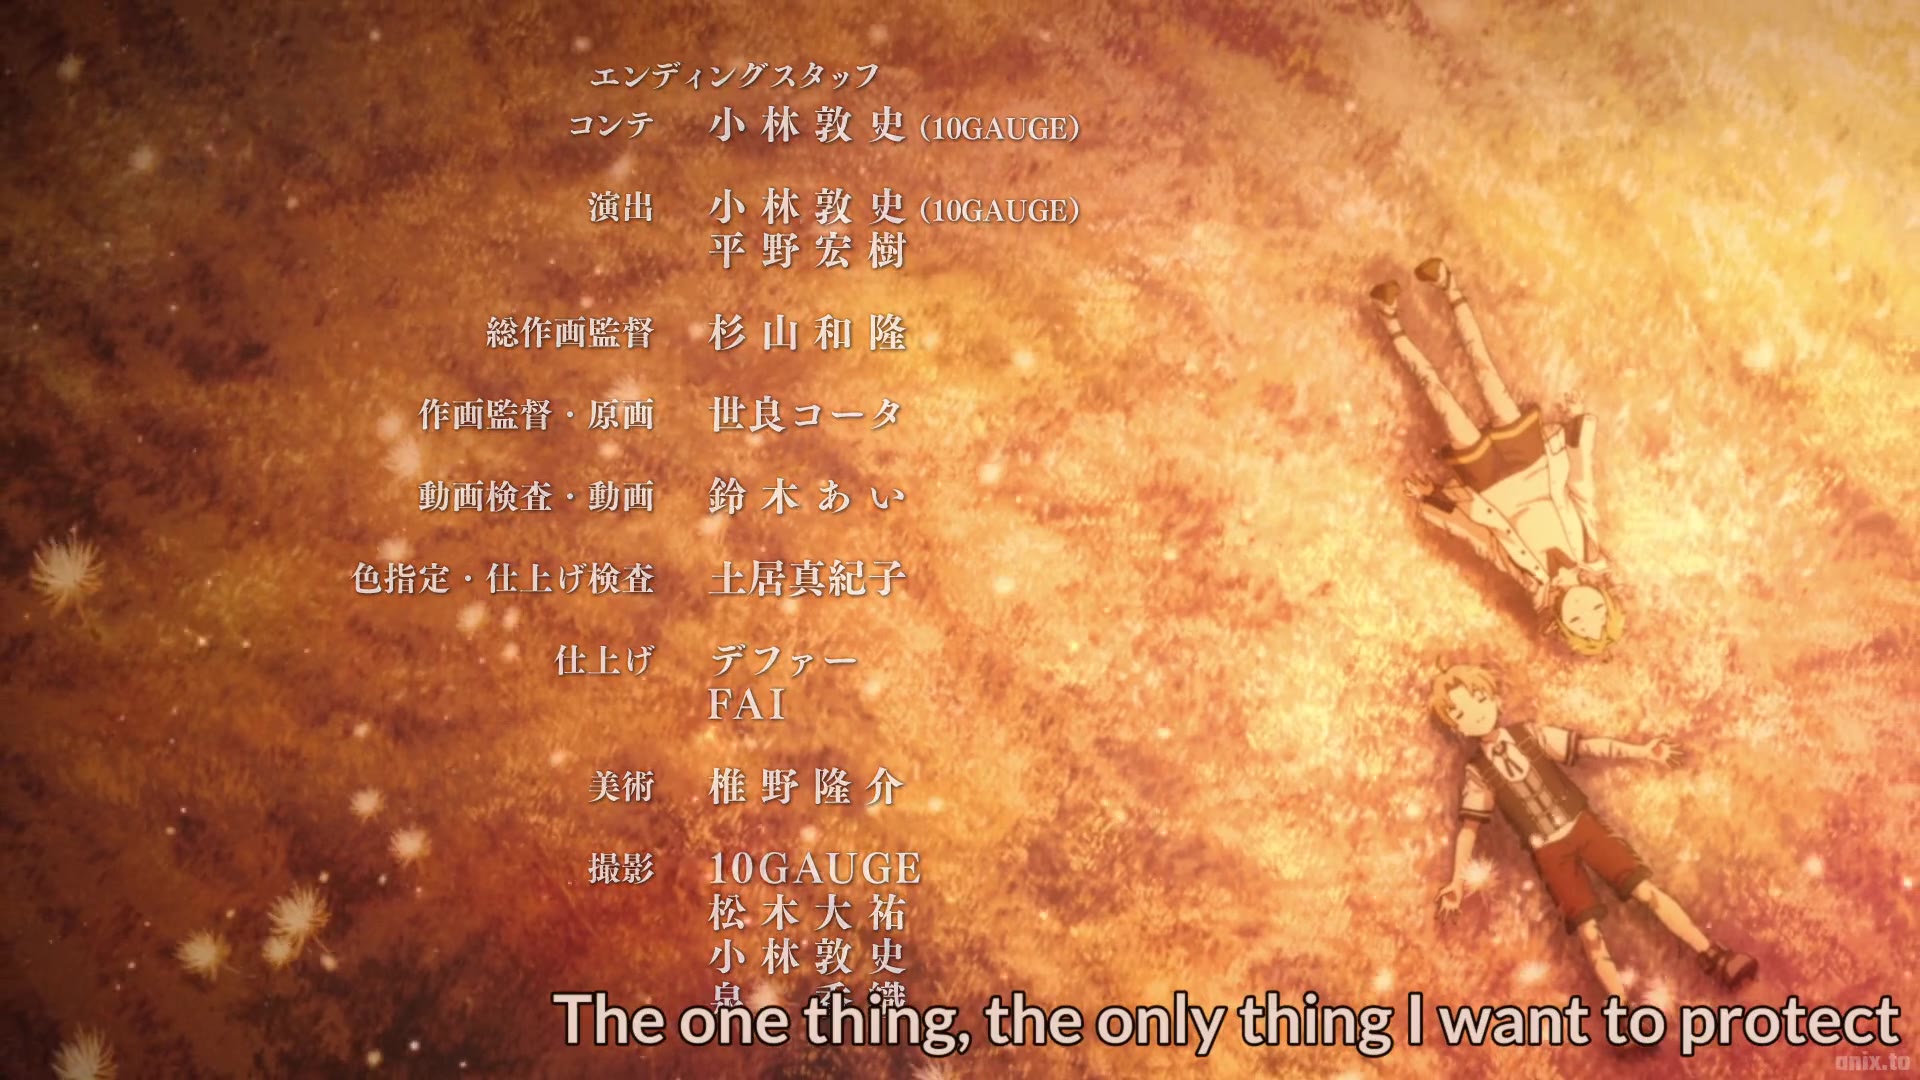 エンディングスタッフ
コンテ 小林敦史(10GAUGE)
演出 小林敦史(10GAUGE)
平野宏樹
総作画監督 杉山和隆
作画監督・原画 世良コータ
動画検査・動画 鈴木あい
色指定・仕上げ検査 土居真紀子
仕上げ デファー
FAI
美術 椎野隆介
撮影 10GAUGE
松木大祐
小林敦史
泉 香織
The one thing, the only thing I want to protect
anix.to